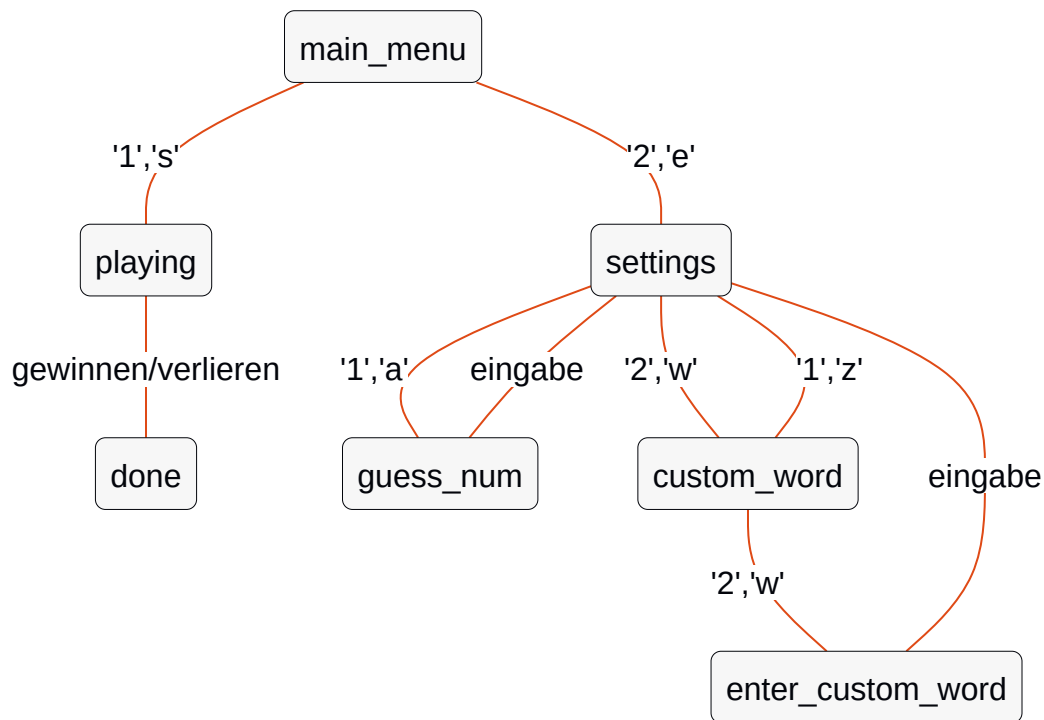 main_menu
'1','s'
'2','e'
playing
settings
gewinnen/verlieren
'1','a'
eingabe
'2','w'
'1','z'
done
guess_num
custom_word
eingabe
'2','w'
enter_custom_word